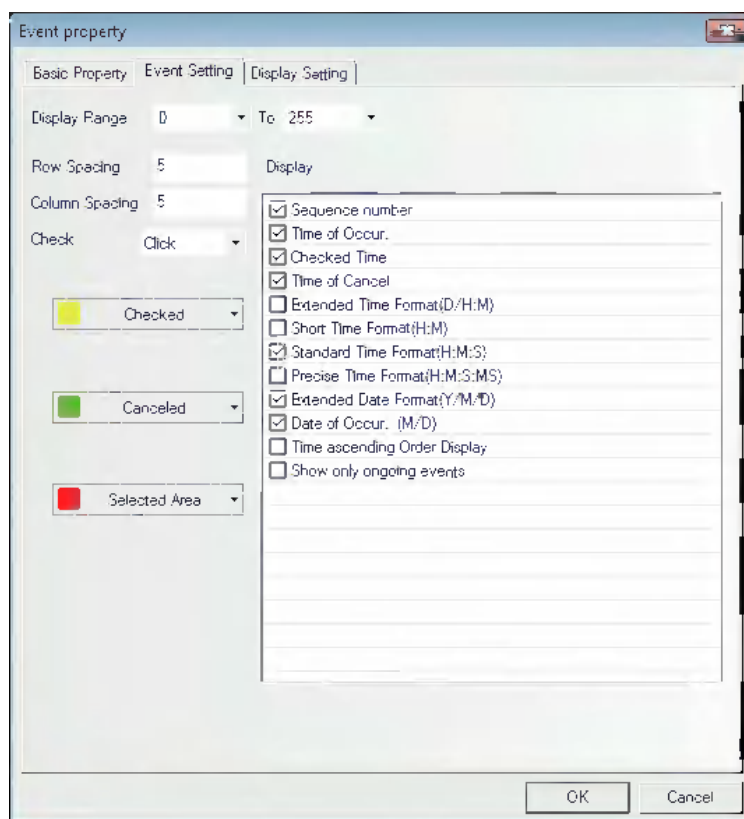 Event property
Basic Property Event Setting Display Setting
Display Range 0 To 255
Row Spacing 5 Display
Column Spacing 5
Check Click
Sequence number
Time of Occur.
Checked Time
Time of Cancel
Extended Time Format(D/H:M)
Short Time Format(H:M)
Standard Time Format(H:M:S)
Precise Time Format(H:M:S:MS)
Extended Date Format(Y/M/D)
Date of Occur. (M/D)
Time ascending Order Display
Show only ongoing events
Checked
Canceled
Selected Area
OK Cancel